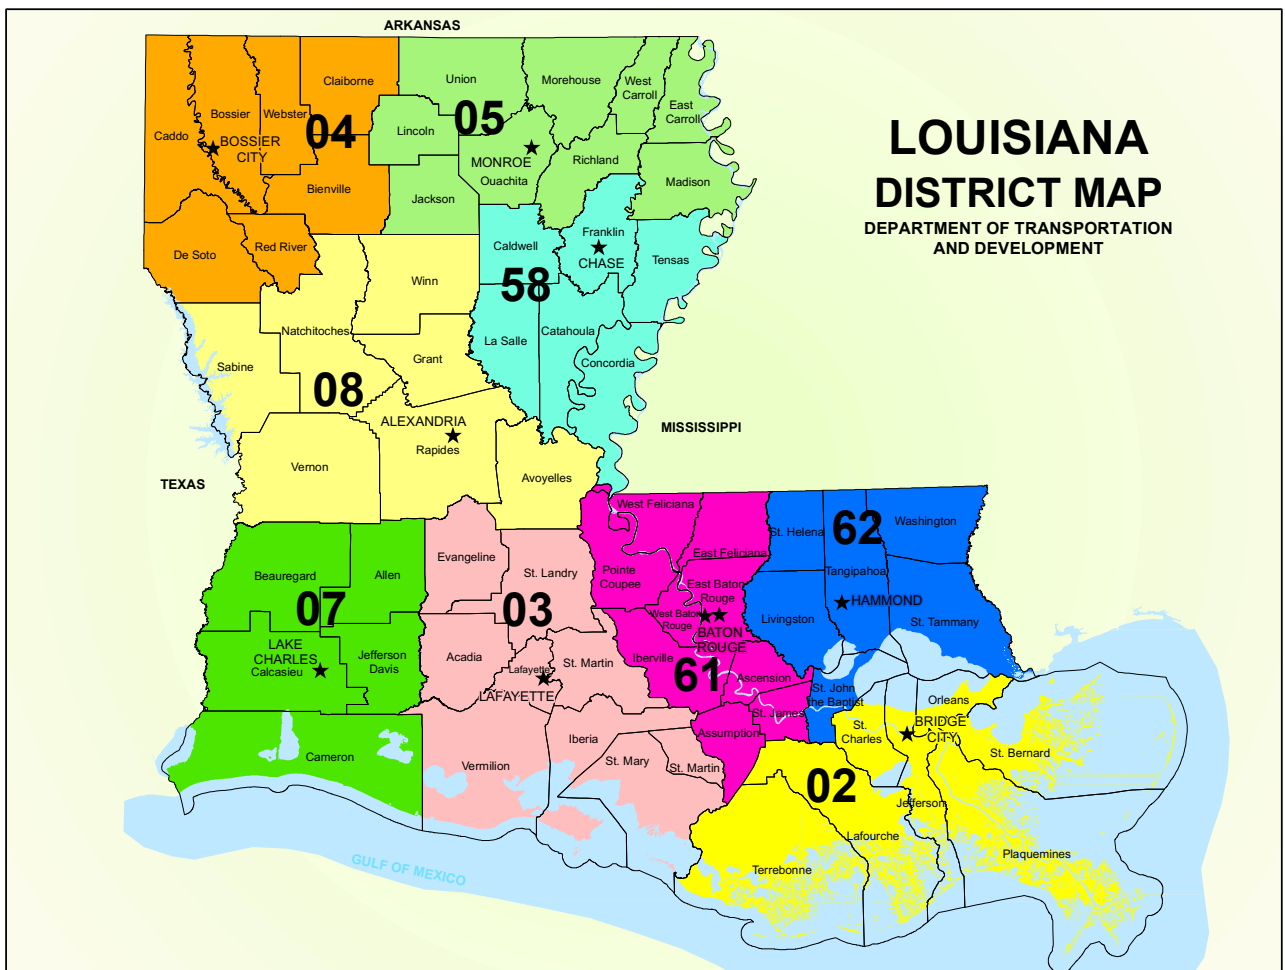 ARKANSAS
LOUISIANA
DISTRICT MAP
DEPARTMENT OF TRANSPORTATION
AND DEVELOPMENT
Caddo
Bossier
Webster
Claiborne
04
BOSSIER
CITY
Bienville
De Soto
Red River
Union
Morehouse
West
Carroll
East
Carroll
05
Lincoln
MONROE
Ouachita
Richland
Madison
Jackson
Caldwell
Franklin
CHASE
Tensas
58
La Salle
Catahoula
Concordia
Winn
Natchitoches
Grant
Sabine
08
ALEXANDRIA
Rapides
Vernon
Avoyelles
MISSISSIPPI
TEXAS
Beauregard
Allen
07
LAKE
CHARLES
Calcasieu
Jefferson
Davis
Cameron
Evangeline
St. Landry
03
Acadia
Lafayette
St. Martin
LAFAYETTE
Vermilion
Iberia
St. Mary
St. Martin
West Feliciana
East Feliciana
Pointe
Coupee
East Baton
Rouge
West Baton
Rouge
BATON
ROUGE
Iberville
61
Ascension
St. James
Assumption
St. Helena
62
Washington
Tangipahoa
HAMMOND
Livingston
St. Tammany
St. John
the Baptist
Orleans
St.
Charles
BRIDGE
CITY
St. Bernard
02
Jefferson
Lafourche
Terrebonne
Plaquemines
GULF OF MEXICO